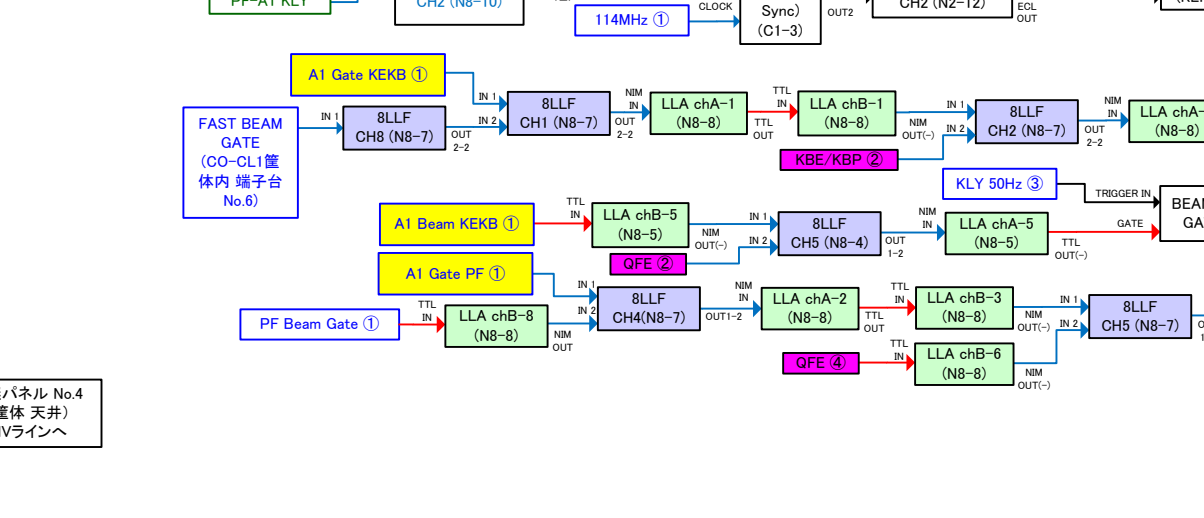 PF-A1 KEY
CH2 (N8-10)
114MHz ①
CLOCK
Sync)
(C1-3)
OUT2
CH2 (N2-12)
ECL
OUT
A1 Gate KEKB ①
FAST BEAM
GATE
(CO-CL1筐
体内 端子台
No.6)
IN 1
8LLF
CH8 (N8-7)
OUT
2-2
IN 1
IN 2
8LLF
CH1 (N8-7)
OUT
2-2
NIM
IN
LLA chA-1
(N8-8)
TTL
OUT
TTL
IN
LLA chB-1
(N8-8)
NIM
OUT(-)
KBE/KBP ②
IN 1
IN 2
8LLF
CH2 (N8-7)
OUT
2-2
NIM
IN
LLA chA-
(N8-8)
KLY 50Hz ③
TRIGGER IN
GATE
A1 Beam KEKB ①
TTL
IN
LLA chB-5
(N8-5)
NIM
OUT(-)
QFE ②
IN 1
IN 2
8LLF
CH5 (N8-4)
OUT
1-2
NIM
IN
LLA chA-5
(N8-5)
TTL
OUT(-)
A1 Gate PF ①
PF Beam Gate ①
TTL
IN
LLA chB-8
(N8-8)
NIM
OUT
IN 1
IN 2
8LLF
CH4(N8-7)
OUT1-2
NIM
IN
LLA chA-2
(N8-8)
TTL
OUT
TTL
IN
LLA chB-3
(N8-8)
NIM
OUT(-)
QFE ④
TTL
IN
LLA chB-6
(N8-8)
NIM
OUT(-)
IN 1
IN 2
8LLF
CH5 (N8-7)
パネル No.4
筐体 天井）
IVラインへ